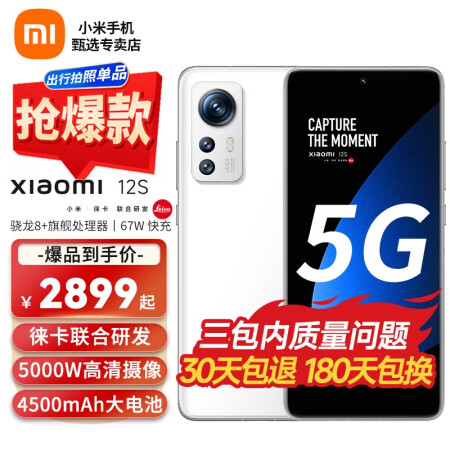 小米手机
甄选专卖店
出行拍照单品
抢爆款
xiaomi 12S
小米 | 徕卡 联合研发 Leica
骁龙8+旗舰处理器 | 67W 快充
-爆品到手价-
¥2899起
徕卡联合研发
5000W高清摄像
4500mAh大电池
CAPTURE
THE MOMENT
xiaomi 12S
5G
三包内质量问题
30天包退 180天包换